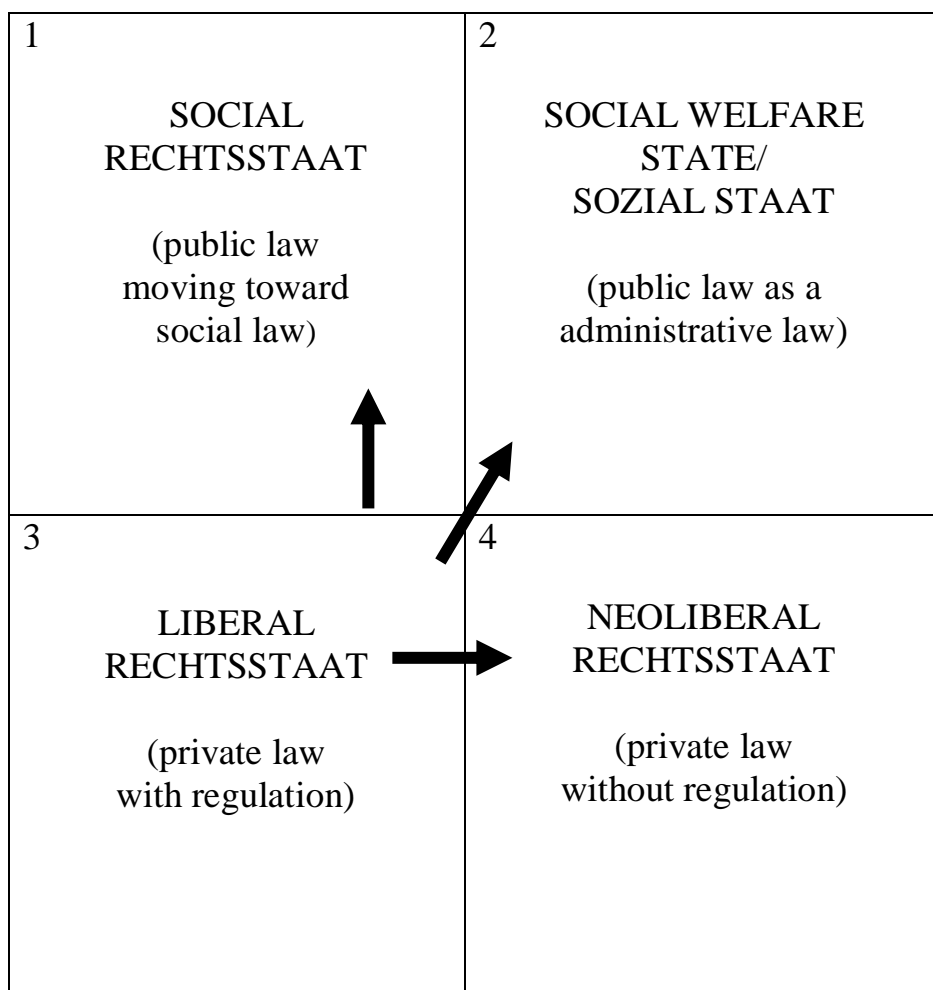 1
SOCIAL
RECHTSSTAAT
(public law
moving toward
social law)
2
SOCIAL WELFARE
STATE/
SOZIAL STAAT
(public law as a
administrative law)
3
LIBERAL
RECHTSSTAAT
(private law
with regulation)
4
NEOLIBERAL
RECHTSSTAAT
(private law
without regulation)